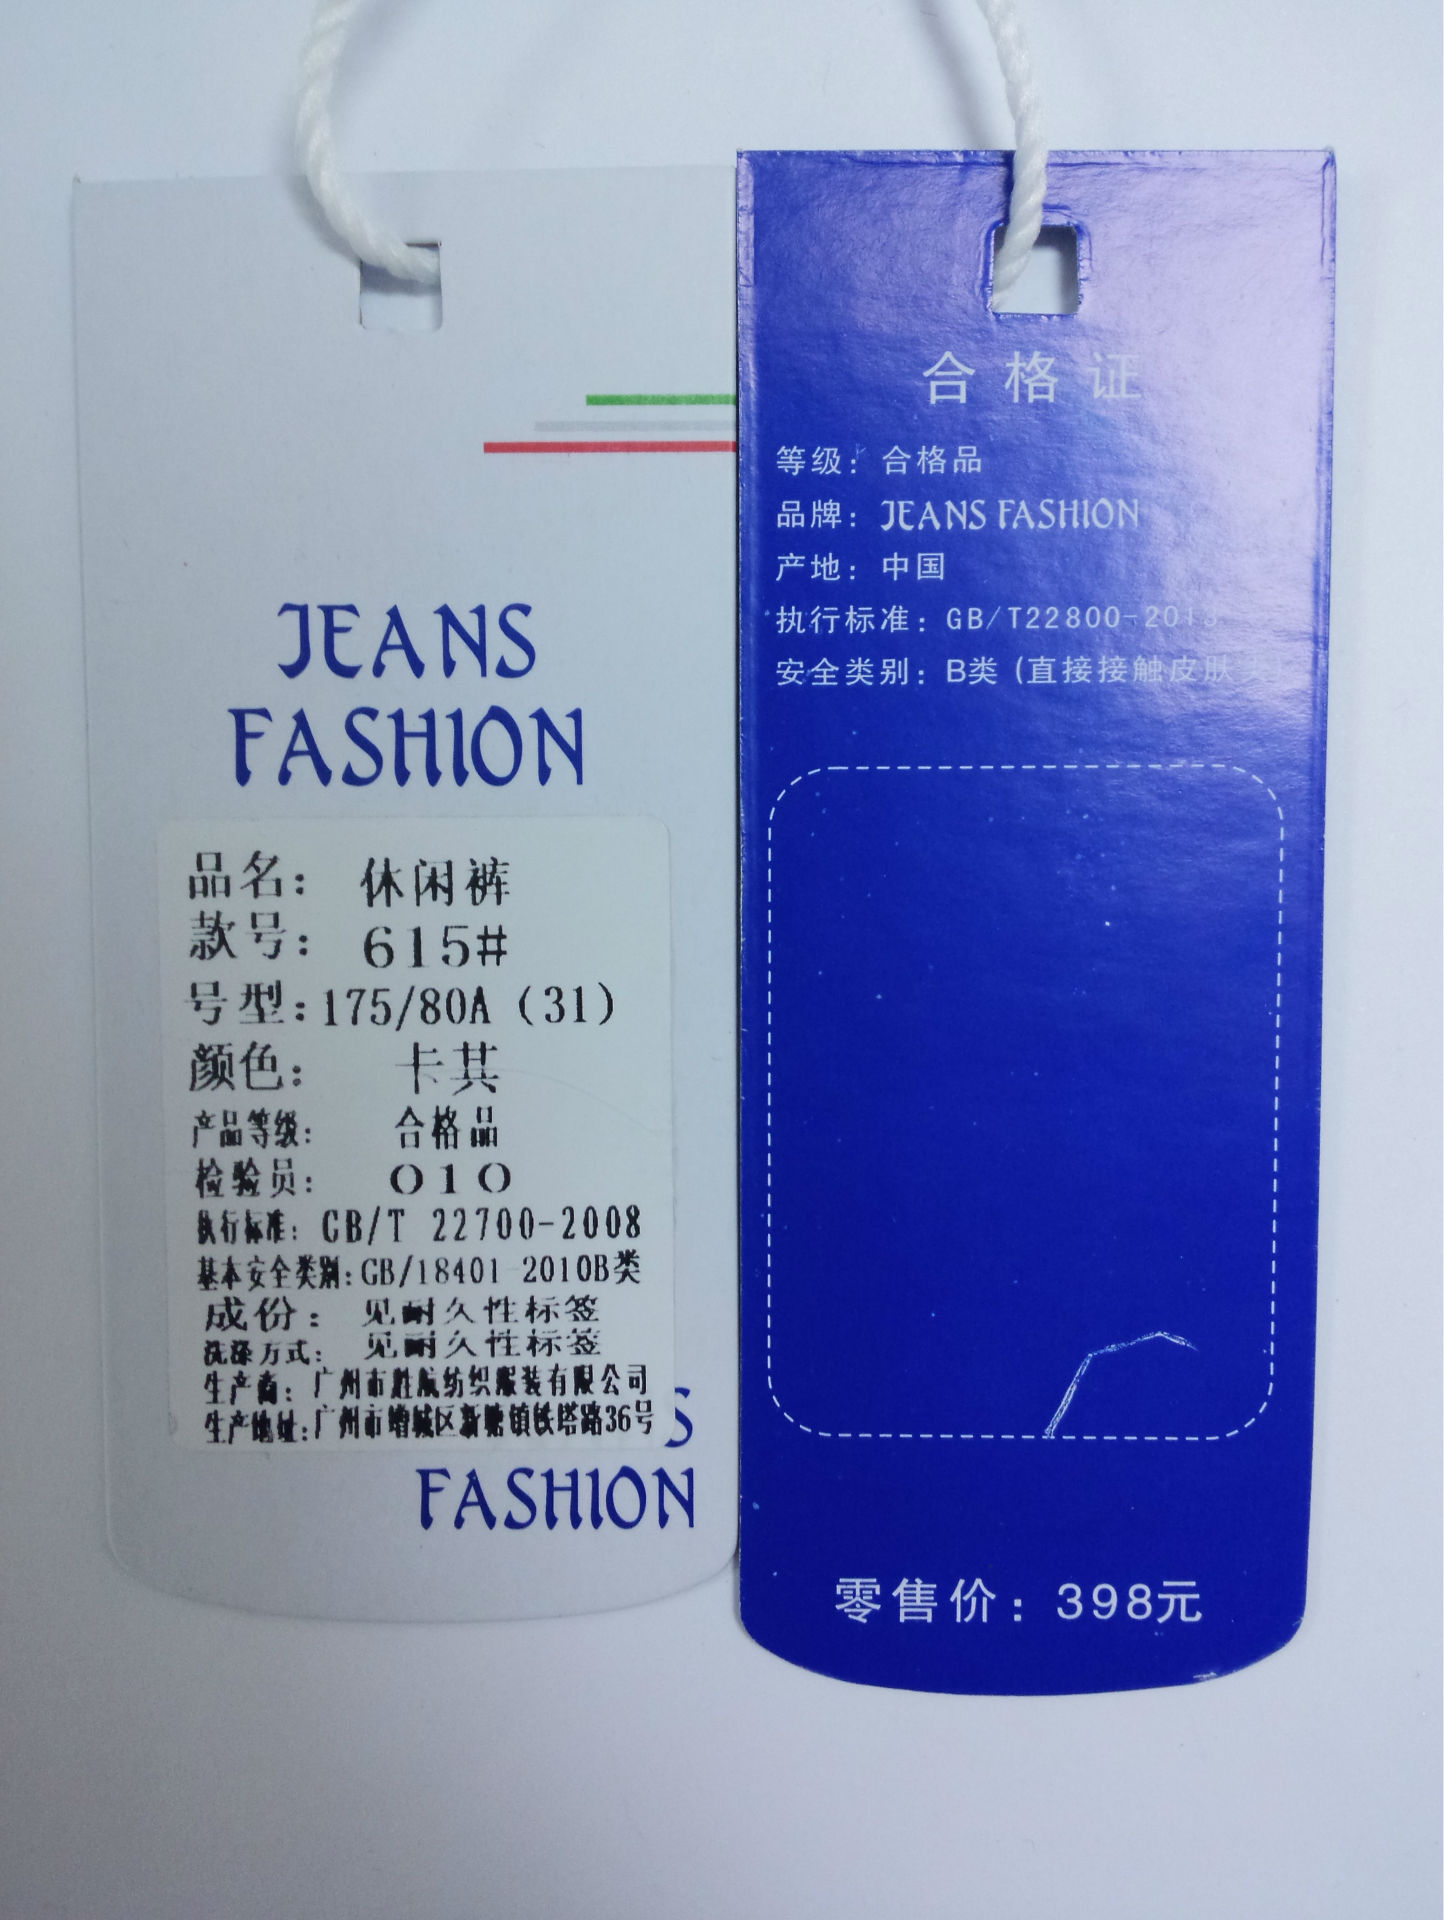 JEANS
FASHION
品名： 休闲裤
款号： 615#
号型：175/80A（31）
颜色： 卡其
产品等级： 合格品
检验员： 010
执行标准： GB/T 22700-2008
基本安全类别：GB/18401 2010B类
成份： 见耐久性标签
洗涤方式： 见耐久性标签
生产商： 广州市胜航纺织服装有限公司
生产地址：广州市增城区新塘镇铁塔路36号
S
FASHION
合格证
等级：合格品
品牌：JEANS FASHION
产地：中国
执行标准：GB/T22800-2013
安全类别：B类（直接接触皮肤
零售价：398元